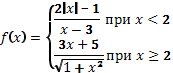 f(x) = { (2|x| − 1)/(x − 3) при x < 2
(3x + 5)/√(1 + x²) при x ≥ 2